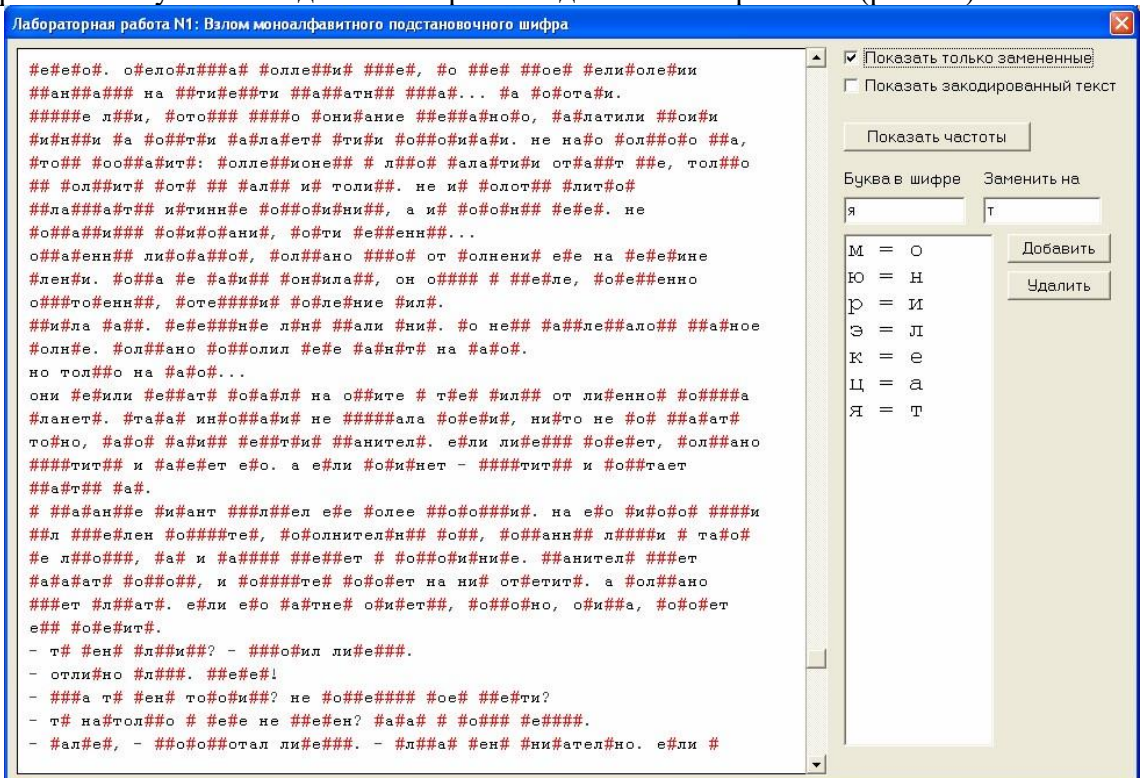 Лабораторная работа N1: Взлом моноалфавитного подстановочного шифра
#е#е#о#. о#ело#л###а# #олле##и# ###е#, #о ##е# ##ое# #ели#оле#ии
##ан##а### на ##ти#е##ти ##а##атн## ###а#... #а #о#ота#и.
#####е л##и, #ото### ####о #они#ание ##е##а#но#о, #а#латили ##ои#и
#и#н##и #а #о##т#и #а#ла#ет# #ти#и #о##о#и#а#и. не на#о #ол##о#о ##а,
#то## #оо##а#ит#: #олле##ионе## # л##о# #ала#ти#и от#а##т ##е, тол##о
## #ол##ит# #от# ## #ал## и# толи##. не и# #олот## #лит#о#
##ла###а#т## и#тинн#е #о##о#и#ни##, а и# #о#о#н## #е#е#. не
#о##а##и### #о#и#о#ани#, #о#ти #е##енн##...
о##а#енн## ли#о#а##о#, #ол##ано ###о# от #олнени# е#е на #е#е#ине
#лен#и. #о##а #е #а#и## #он#ила##, он о#### # ##е#ле, #о#е##енно
о###то#енн##, #оте####и# #о#ле#ние #ил#.
##и#ла #а##. #е#е###н#е л#н# ##али #ни#. #о не## #а##ле##ало## ##а#ное
#олн#е. #ол##ано #о##олил #е#е #а#н#т# на #а#о#.
но тол##о на #а#о#...
они #е#или #е##ат# #о#а#л# на о##ите # т#е# #ил## от ли#енно# #о####а
#ланет#. #та#а# ин#о##а#и# не #####ала #о#е#и#, ни#то не #о# ##а#ат#
то#но, #а#о# #а#и## #е##т#и# ##анител#. е#ли ли#е### #о#е#ет, #ол##ано
####тит## и #а#е#ет е#о. а е#ли #о#и#нет - ####тит## и #о##тает
##а#т## #а#.
# ##а#ан##е #и#ант ###л##ел е#е #олее ##о#о###и#. на е#о #и#о#о# ####и
##л ###е#лен #о####те#, #о#олнител#н## #о##, #о##анн## л####и # та#о#
#е л##о###, #а# и #а#### ##е##ет # #о##о#и#ни#е. ##анител# ###ет
#а#а#ат# #о##о##, и #о####те# #о#о#ет на ни# от#етит#. а #ол##ано
###ет #л##ат#. е#ли е#о #а#тне# о#и#ет##, #о##о#но, о#и##а, #о#о#ет
е## #о#е#ит#.
- т# #ен# #л##и##? - ###о#ил ли#е###.
- отли#но #л###. ##е#е#!
- ###а т# #ен# то#о#и##? не #о##е#### #ое# ##е#ти?
- т# на#тол##о # #е#е не ##е#ен? #а#а# # #о### #е####.
- #ал#е#, - ##о#о##отал ли#е###. - #л##а# #ен# #ни#ател#но. е#ли #
Показать только замененные
Показать закодированный текст
Показать частоты
Буква в шифре Заменить на
я т
м = о
ю = н
р = и
э = л
к = е
ц = а
я = т
Добавить
Удалить